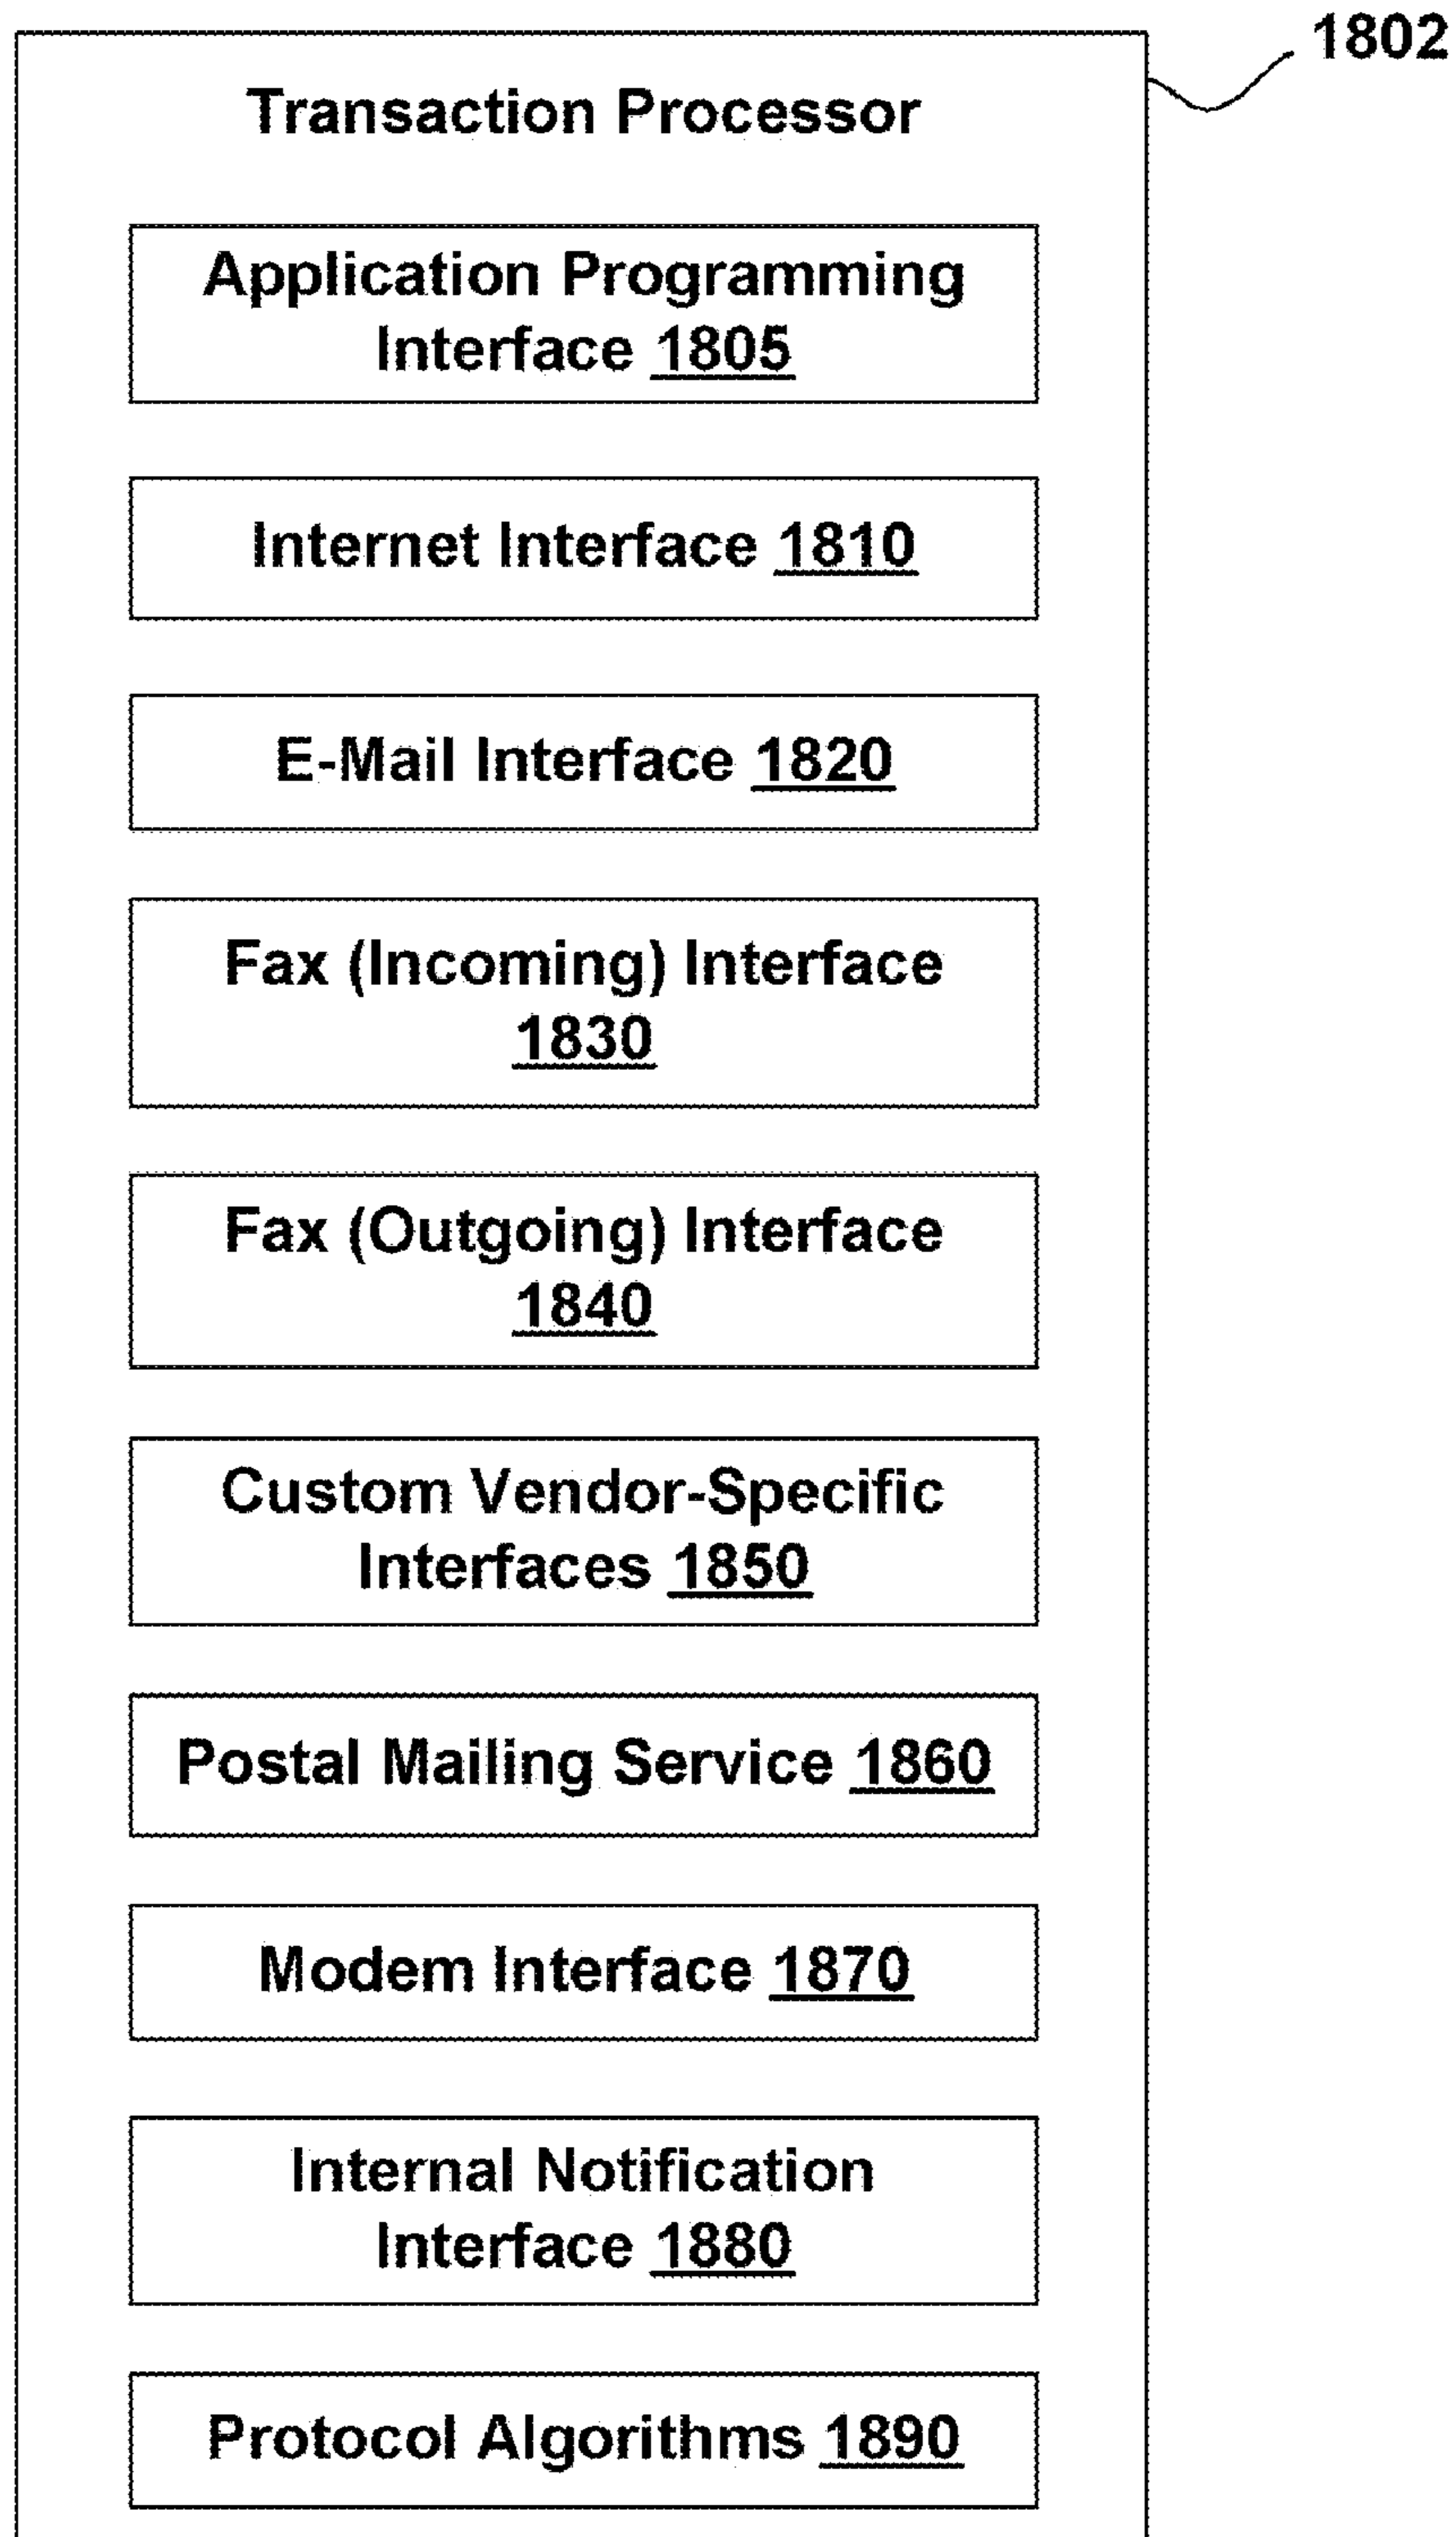 1802
Transaction Processor
Application Programming
Interface 1805
Internet Interface 1810
E-Mail Interface 1820
Fax (Incoming) Interface
1830
Fax (Outgoing) Interface
1840
Custom Vendor-Specific
Interfaces 1850
Postal Mailing Service 1860
Modem Interface 1870
Internal Notification
Interface 1880
Protocol Algorithms 1890